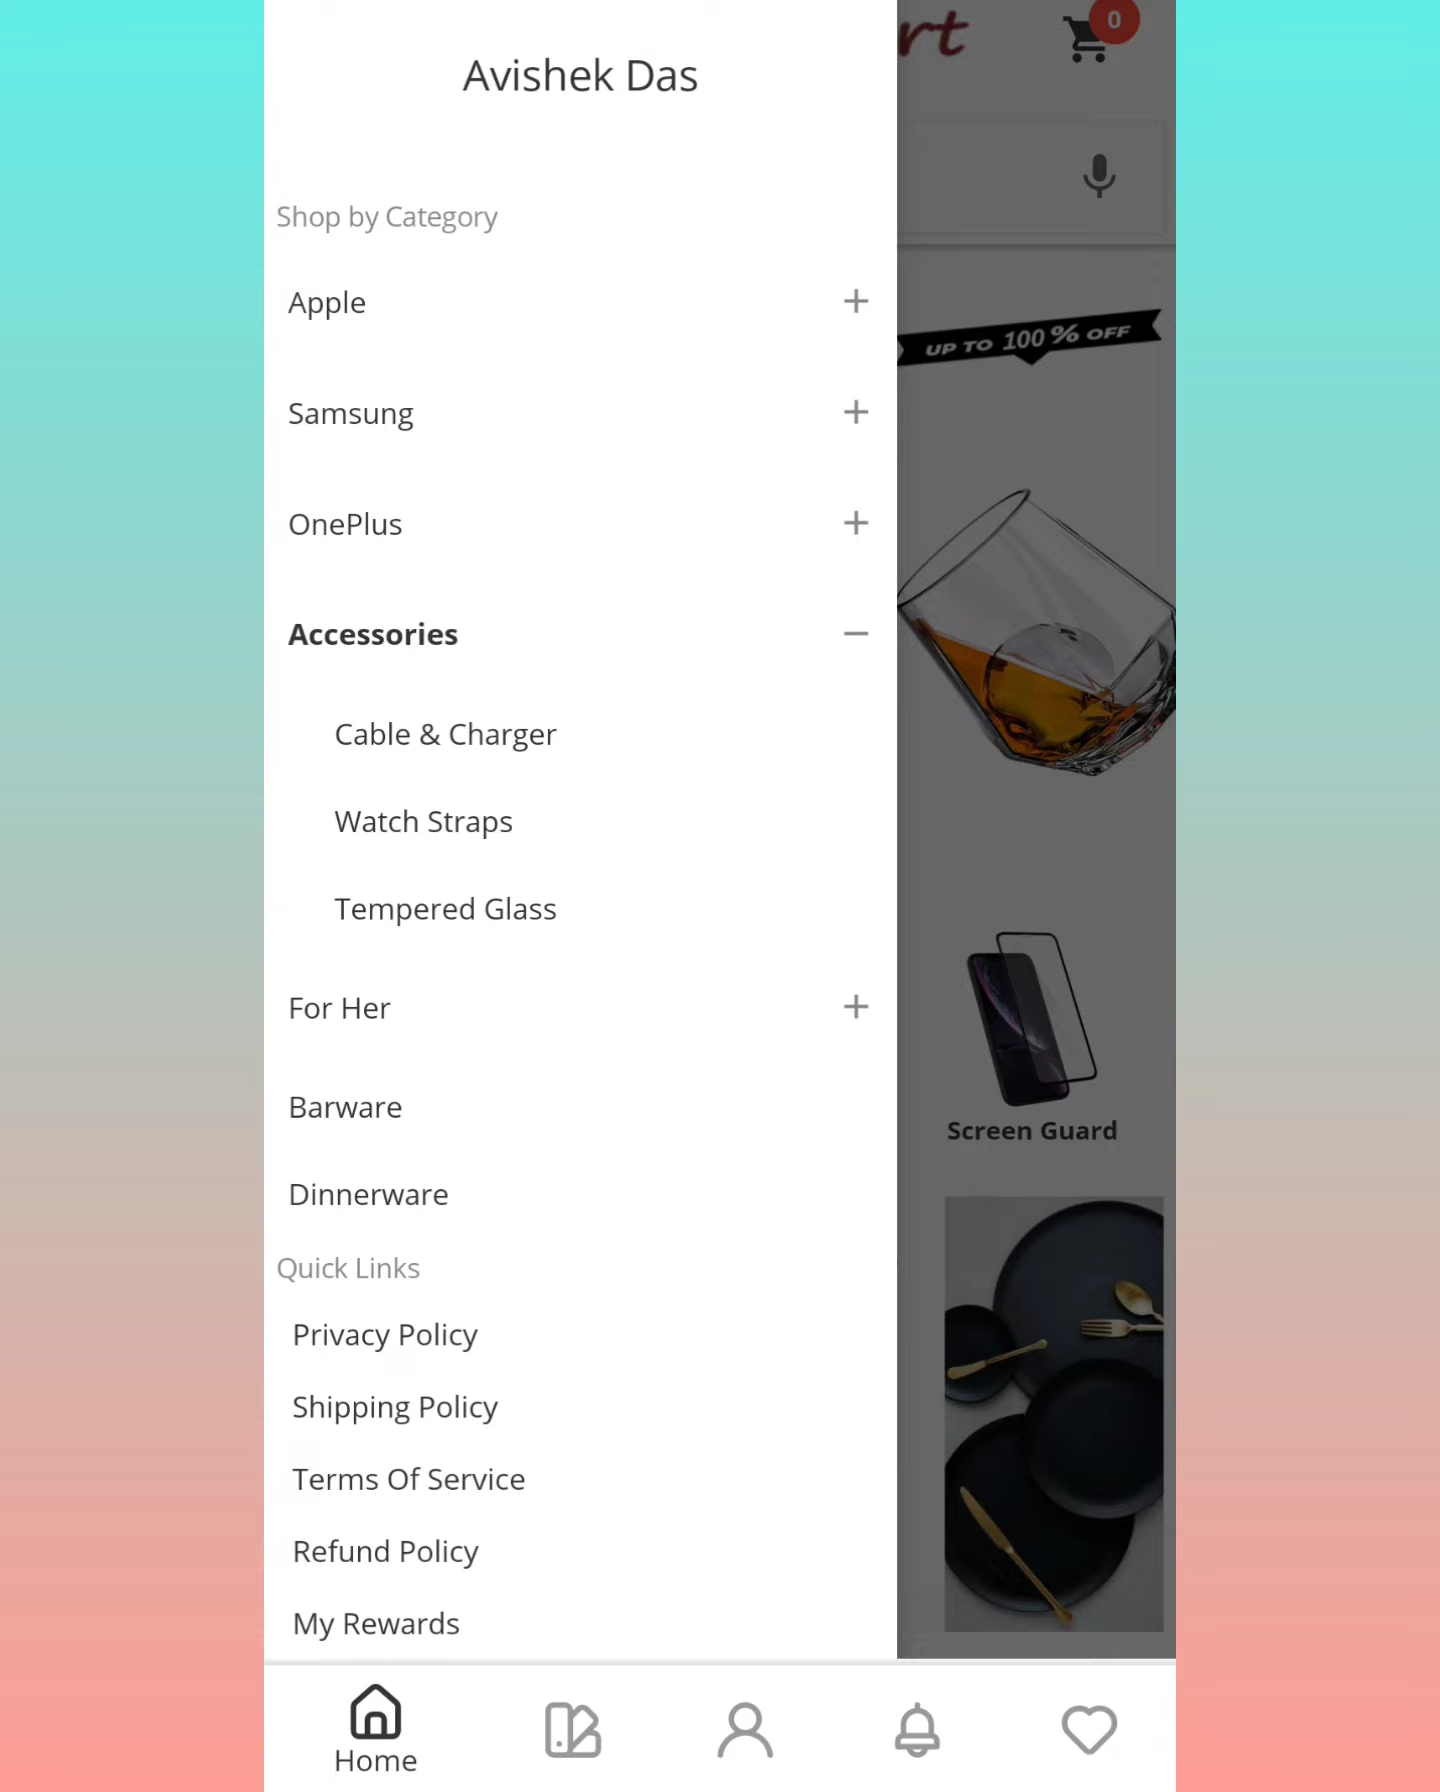 Avishek Das
rt
0
Shop by Category
Apple
UP TO 100 % OFF
Samsung
OnePlus
Accessories
Cable & Charger
Watch Straps
Tempered Glass
For Her
Barware
Screen Guard
Dinnerware
Quick Links
Privacy Policy
Shipping Policy
Terms Of Service
Refund Policy
My Rewards
Home